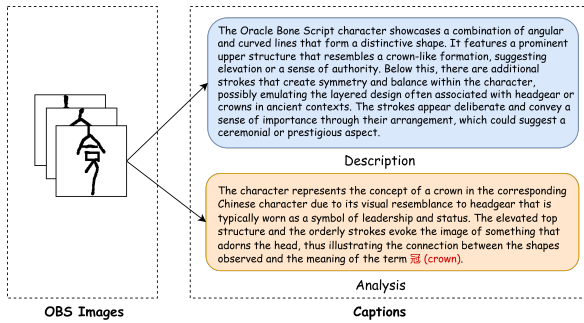 The Oracle Bone Script character showcases a combination of angular
and curved lines that form a distinctive shape. It features a prominent
upper structure that resembles a crown-like formation, suggesting
elevation or a sense of authority. Below this, there are additional
strokes that create symmetry and balance within the character,
possibly emulating the layered design often associated with headgear or
crowns in ancient contexts. The strokes appear deliberate and convey a
sense of importance through their arrangement, which could suggest a
ceremonial or prestigious aspect.
Description
The character represents the concept of a crown in the corresponding
Chinese character due to its visual resemblance to headgear that is
typically worn as a symbol of leadership and status. The elevated top
structure and the orderly strokes evoke the image of something that
adorns the head, thus illustrating the connection between the shapes
observed and the meaning of the term 冠 (crown).
Analysis
OBS Images
Captions